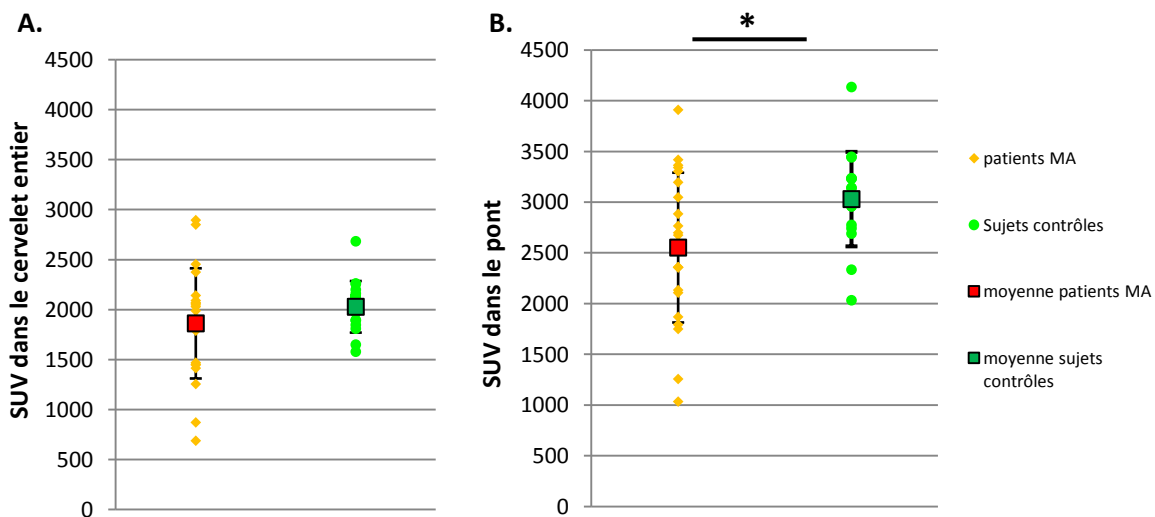 A.
SUV dans le cervelet entier
4500
4000
3500
3000
2500
2000
1500
1000
500
0
B.
*
SUV dans le pont
4500
4000
3500
3000
2500
2000
1500
1000
500
0
patients MA
Sujets contrôles
moyenne patients MA
moyenne sujets
contrôles